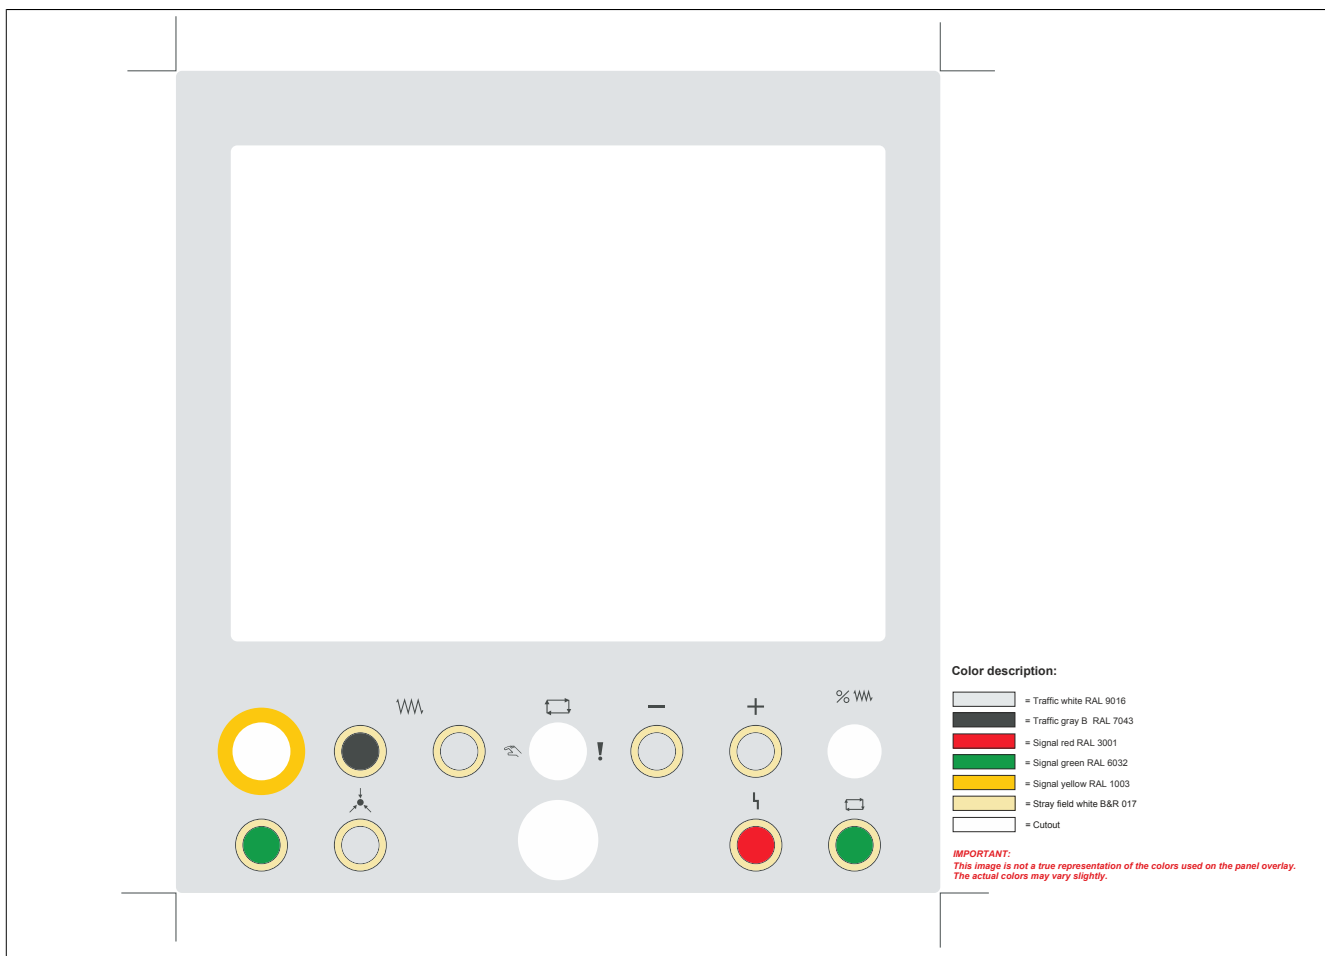 %
!
Color description:
= Traffic white RAL 9016
= Traffic gray B  RAL 7043
= Signal red RAL 3001
= Signal green RAL 6032
= Signal yellow RAL 1003
= Stray field white B&R 017
= Cutout
IMPORTANT:
This image is not a true representation of the colors used on the panel overlay.
The actual colors may vary slightly.